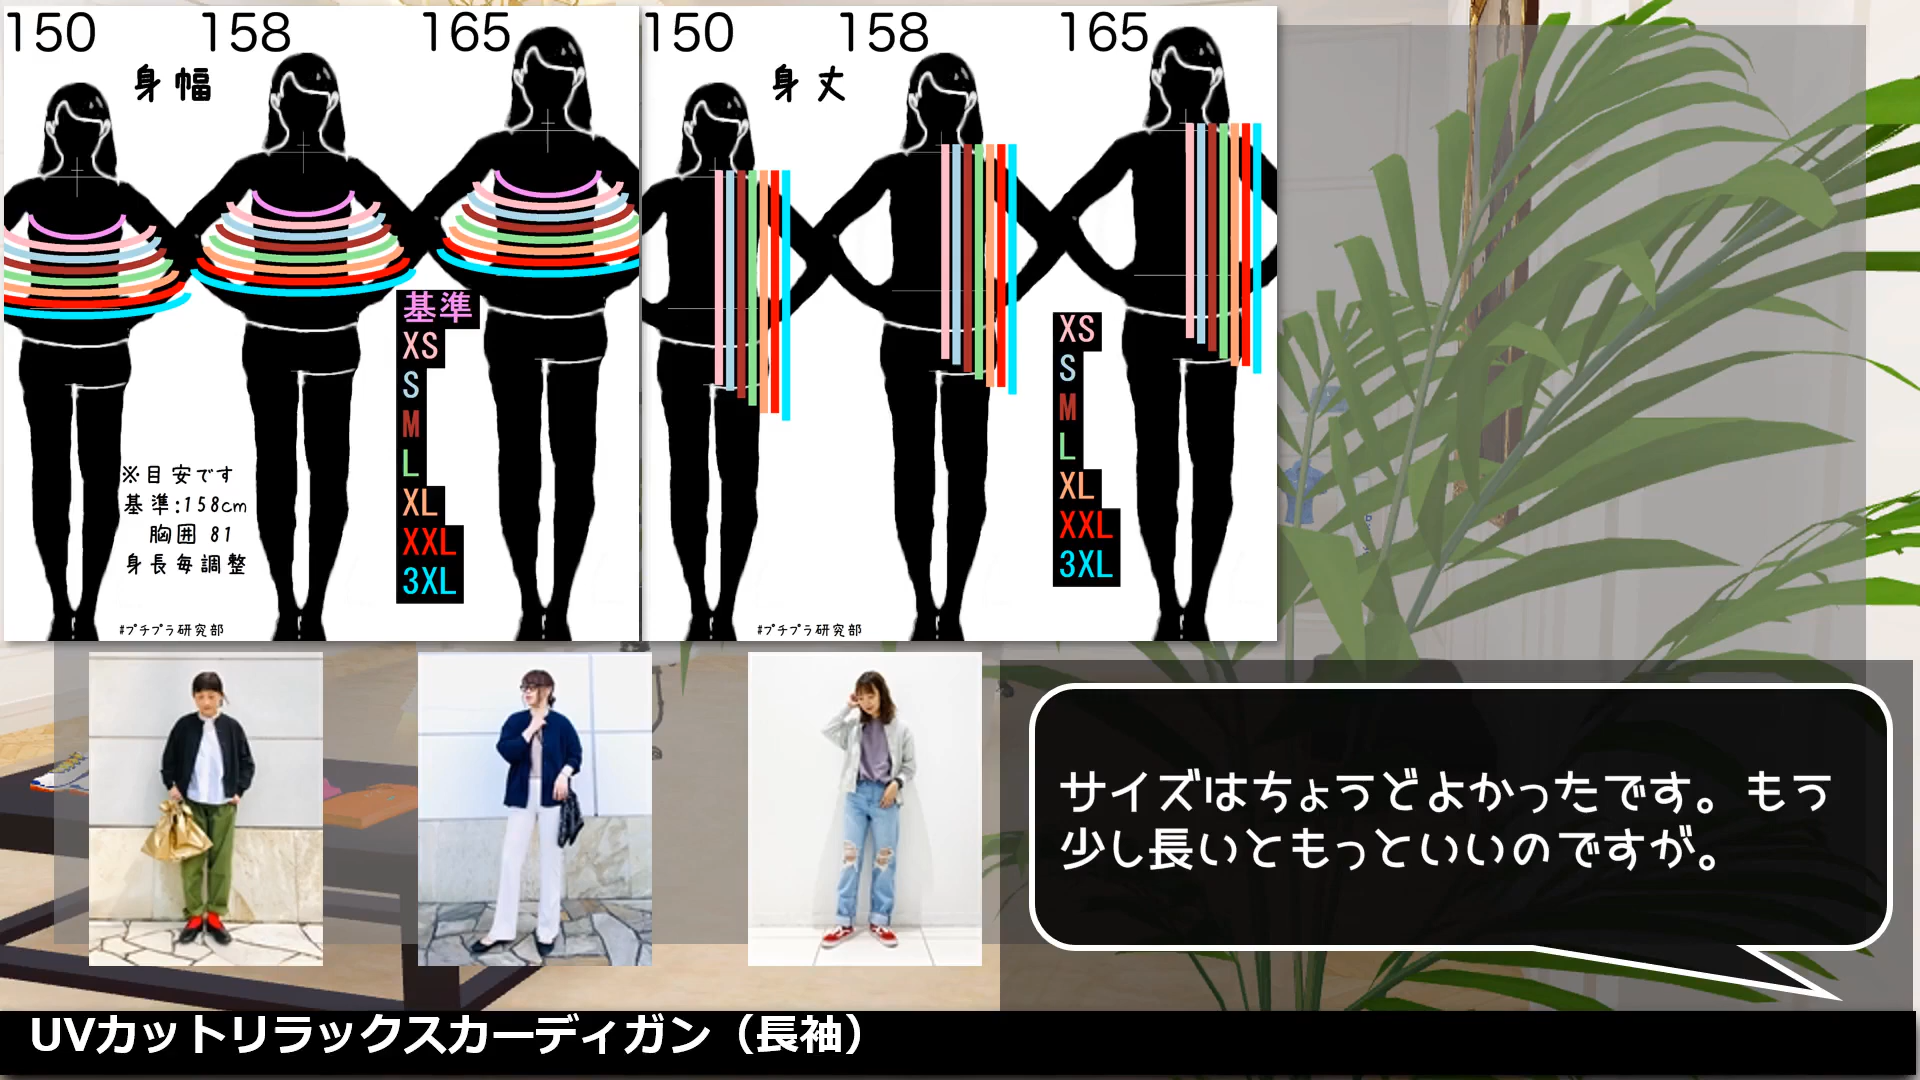 150 158 165
身幅
基準
XS
S
M
L
XL
XXL
3XL
※目安です
基準:158cm
胸囲 81
身長毎調整
#プチプラ研究部
150 158 165
身丈
XS
S
M
L
XL
XXL
3XL
#プチプラ研究部
サイズはちょうどよかったです。もう
少し長いともっといいのですが。
UVカットリラックスカーディガン（長袖）